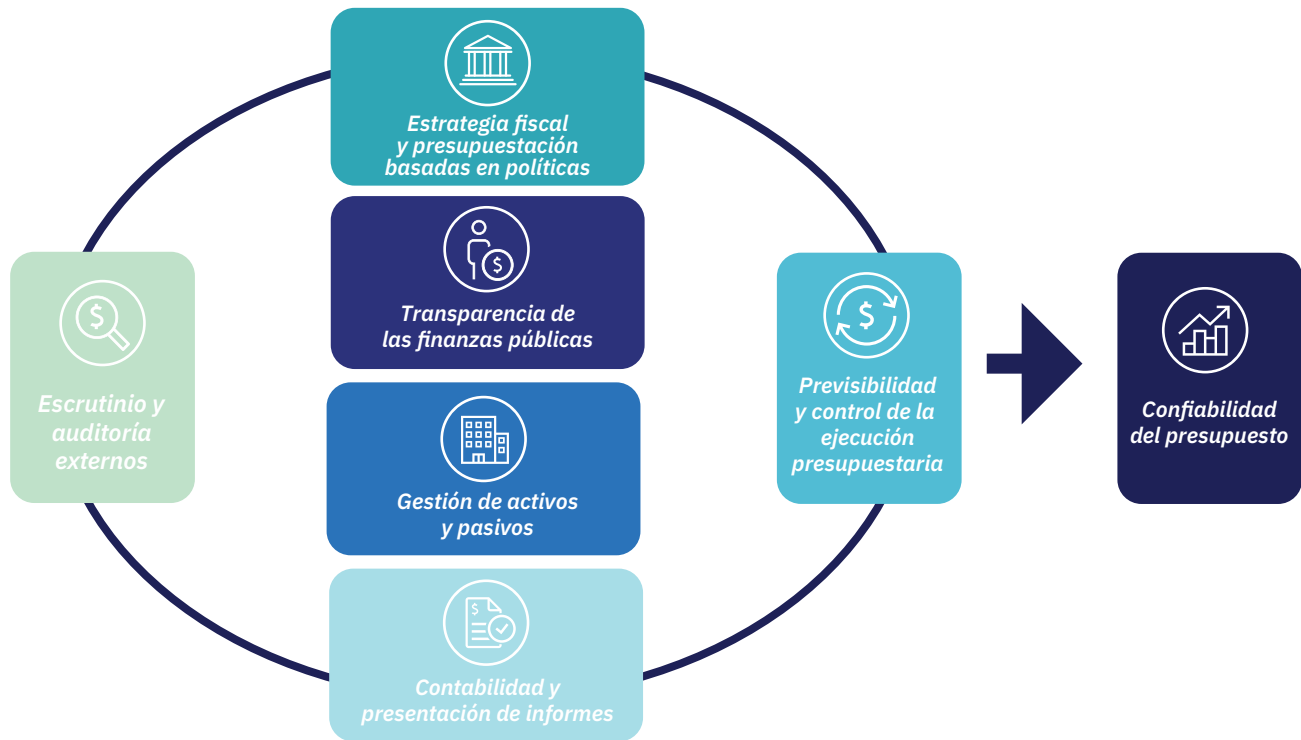 Estrategia fiscal
y presupuestación
basadas en políticas
$
Transparencia de
las finanzas públicas
$
Escrutinio y
auditoría
externos
$
Previsibilidad
y control de la
ejecución
presupuestaria
Confiabilidad
del presupuesto
Gestión de activos
y pasivos
$
Contabilidad y
presentación de informes